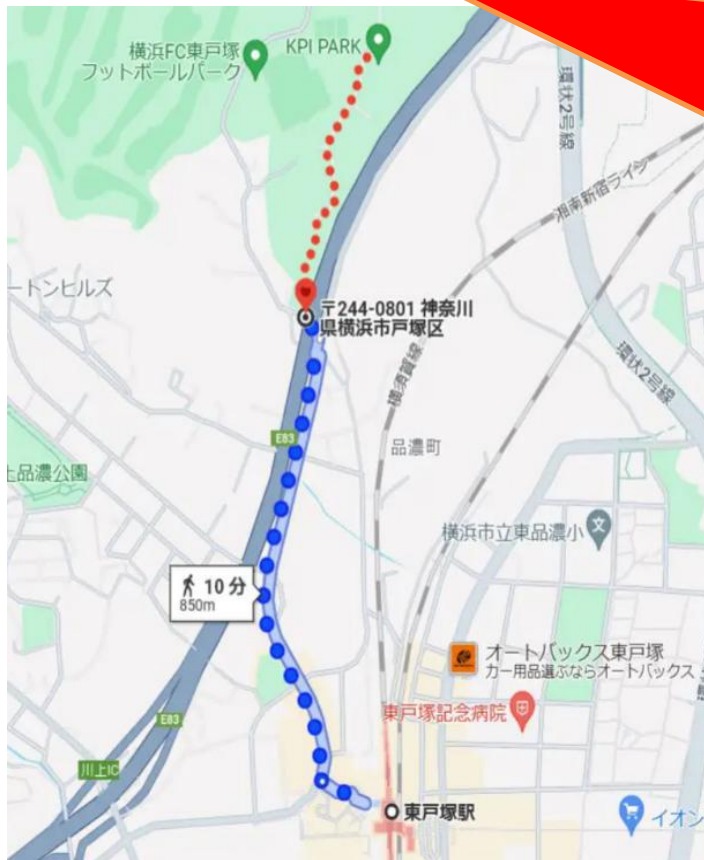 横浜FC東戸塚
フットボールパーク
KPI PARK
環状2号線
湘南新宿ライン
ートンヒルズ
〒244-0801 神奈川
県横浜市戸塚区
横須賀線
環状2号線
E83
品濃町
上品濃公園
横浜市立東品濃小
文
10 分
850m
オートバックス東戸塚
カー用品選ぶならオートバックス
東戸塚記念病院
E83
川上IC
東戸塚駅
イオン